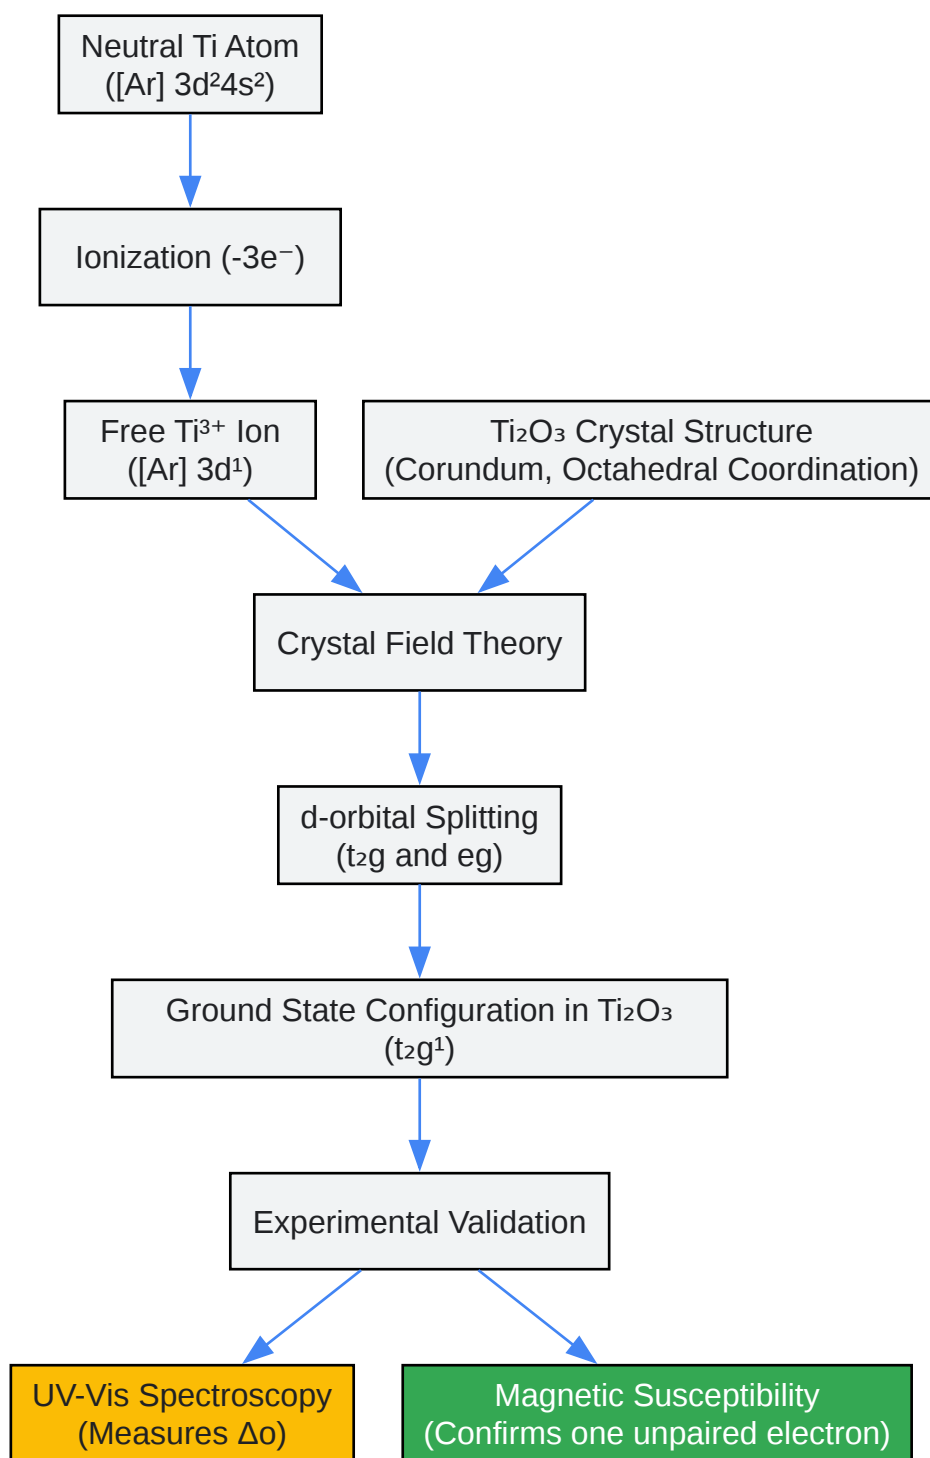 Neutral Ti Atom
([Ar] 3d²4s²)
Ionization (-3e⁻)
Free Ti³⁺ Ion
([Ar] 3d¹)
Ti₂O₃ Crystal Structure
(Corundum, Octahedral Coordination)
Crystal Field Theory
d-orbital Splitting
(t₂g and eg)
Ground State Configuration in Ti₂O₃
(t₂g¹)
Experimental Validation
UV-Vis Spectroscopy
(Measures Δo)
Magnetic Susceptibility
(Confirms one unpaired electron)